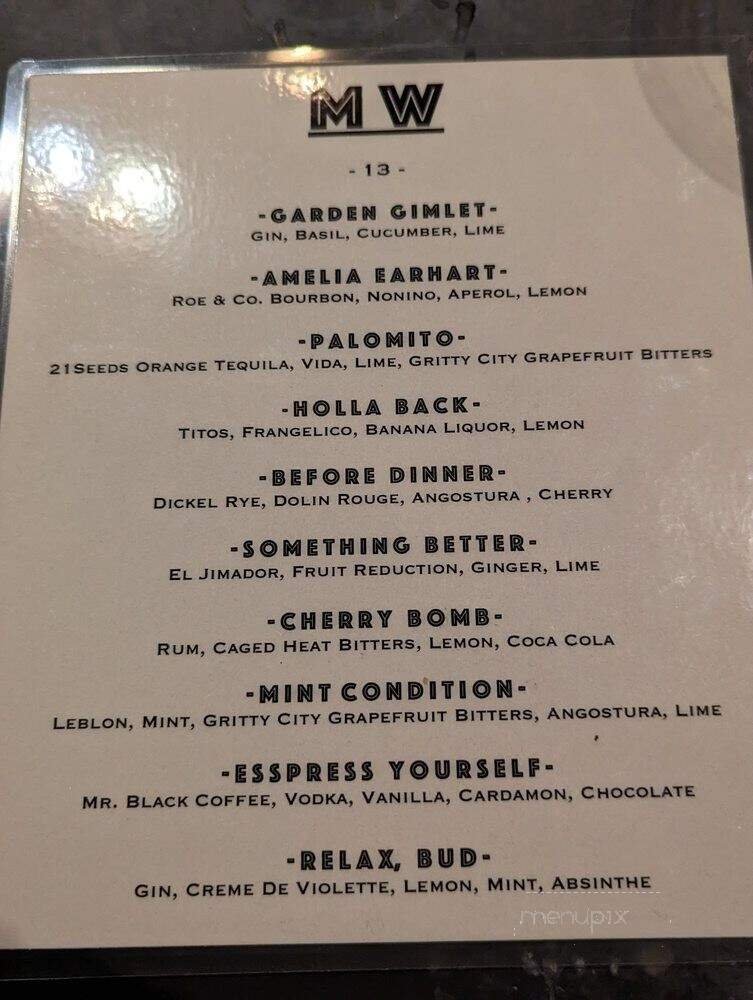 MW
- 13 -
-GARDEN GIMLET-
GIN, BASIL, CUCUMBER, LIME
-AMELIA EARHART-
ROE & CO. BOURBON, NONINO, APEROL, LEMON
-PALOMITO-
21SEEDS ORANGE TEQUILA, VIDA, LIME, GRITTY CITY GRAPEFRUIT BITTERS
-HOLLA BACK-
TITOS, FRANGELICO, BANANA LIQUOR, LEMON
-BEFORE DINNER-
DICKEL RYE, DOLIN ROUGE, ANGOSTURA , CHERRY
-SOMETHING BETTER-
EL JIMADOR, FRUIT REDUCTION, GINGER, LIME
-CHERRY BOMB-
RUM, CAGED HEAT BITTERS, LEMON, COCA COLA
-MINT CONDITION-
LEBLON, MINT, GRITTY CITY GRAPEFRUIT BITTERS, ANGOSTURA, LIME
-ESSPRESS YOURSELF-
MR. BLACK COFFEE, VODKA, VANILLA, CARDAMON, CHOCOLATE
-RELAX, BUD-
GIN, CREME DE VIOLETTE, LEMON, MINT, ABSINTHE
menupix